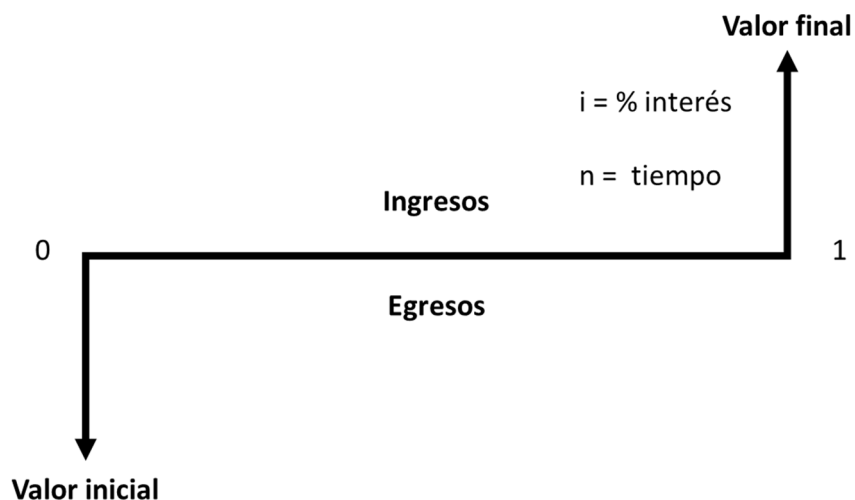 Valor final
i = % interés
n = tiempo
Ingresos
0
1
Egresos
Valor inicial